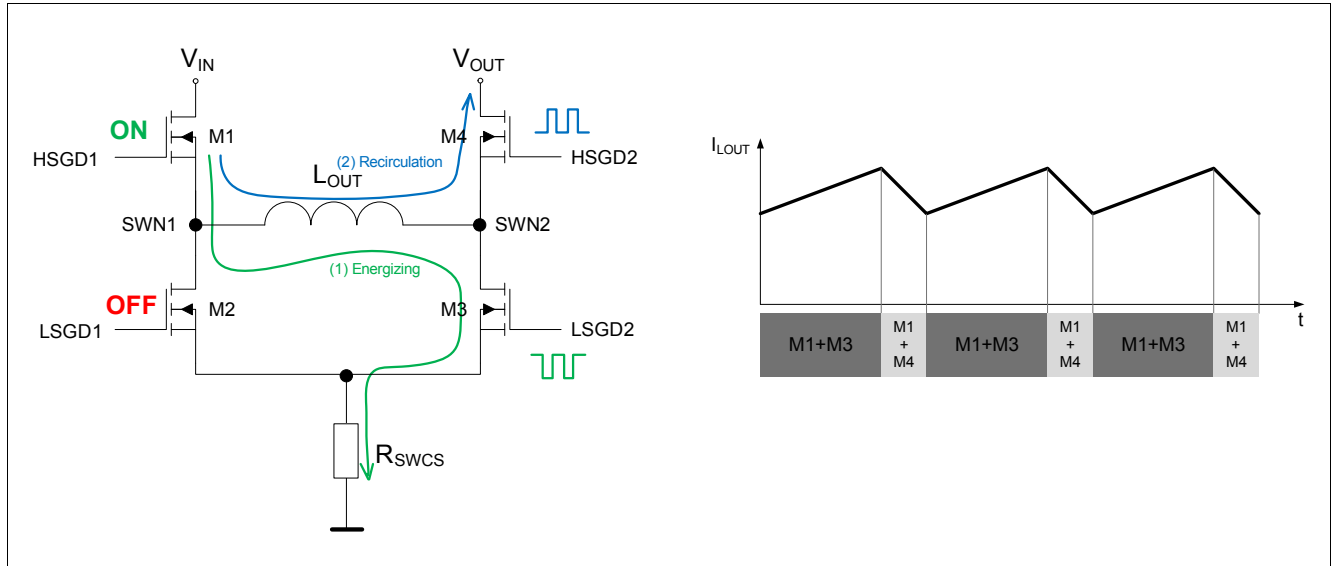 VIN
VOUT
ON
M1
M4
HSGD1
(2) Recirculation
HSGD2
LOUT
SWN1
SWN2
(1) Energizing
OFF
M2
M3
LSGD1
LSGD2
RSWCS
ILOUT
t
M1+M3
M1
+
M4
M1+M3
M1
+
M4
M1+M3
M1
+
M4